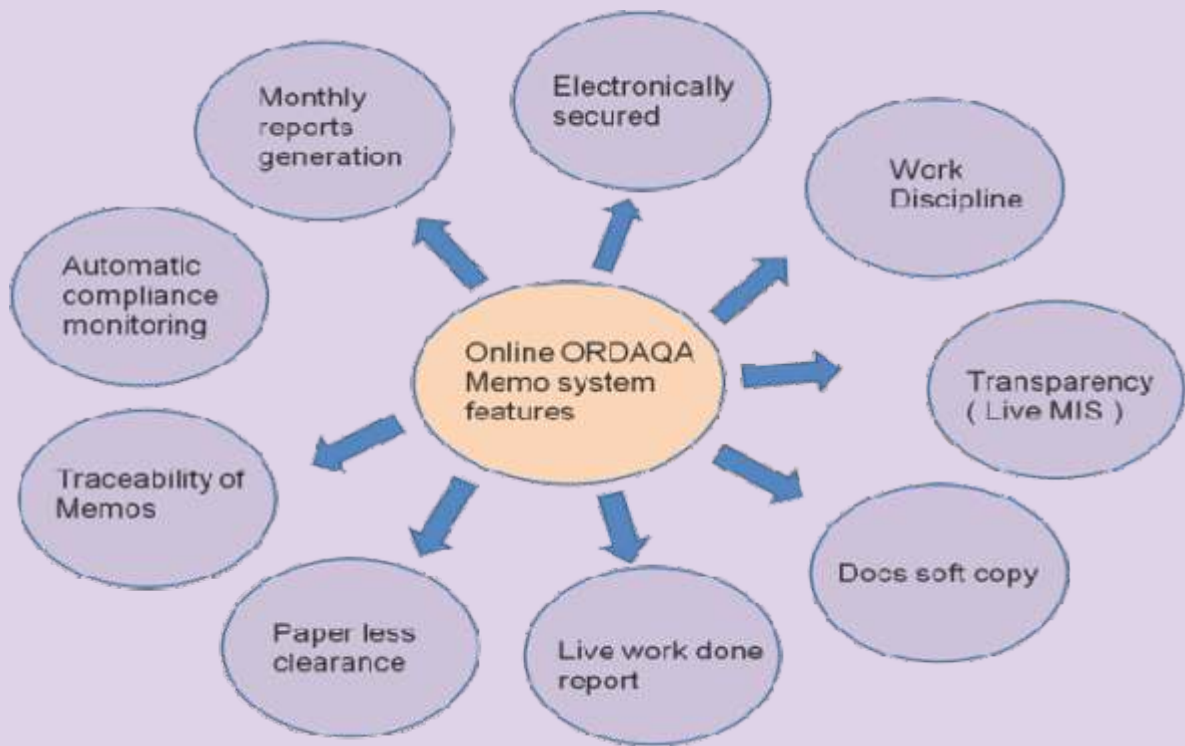 Electronically
secured
Monthly
reports
generation
Work
Discipline
Automatic
compliance
monitoring
Online ORDAQA
Memo system
features
Transparency
( Live MIS )
Traceability of
Memos
Docs soft copy
Paper less
clearance
Live work done
report